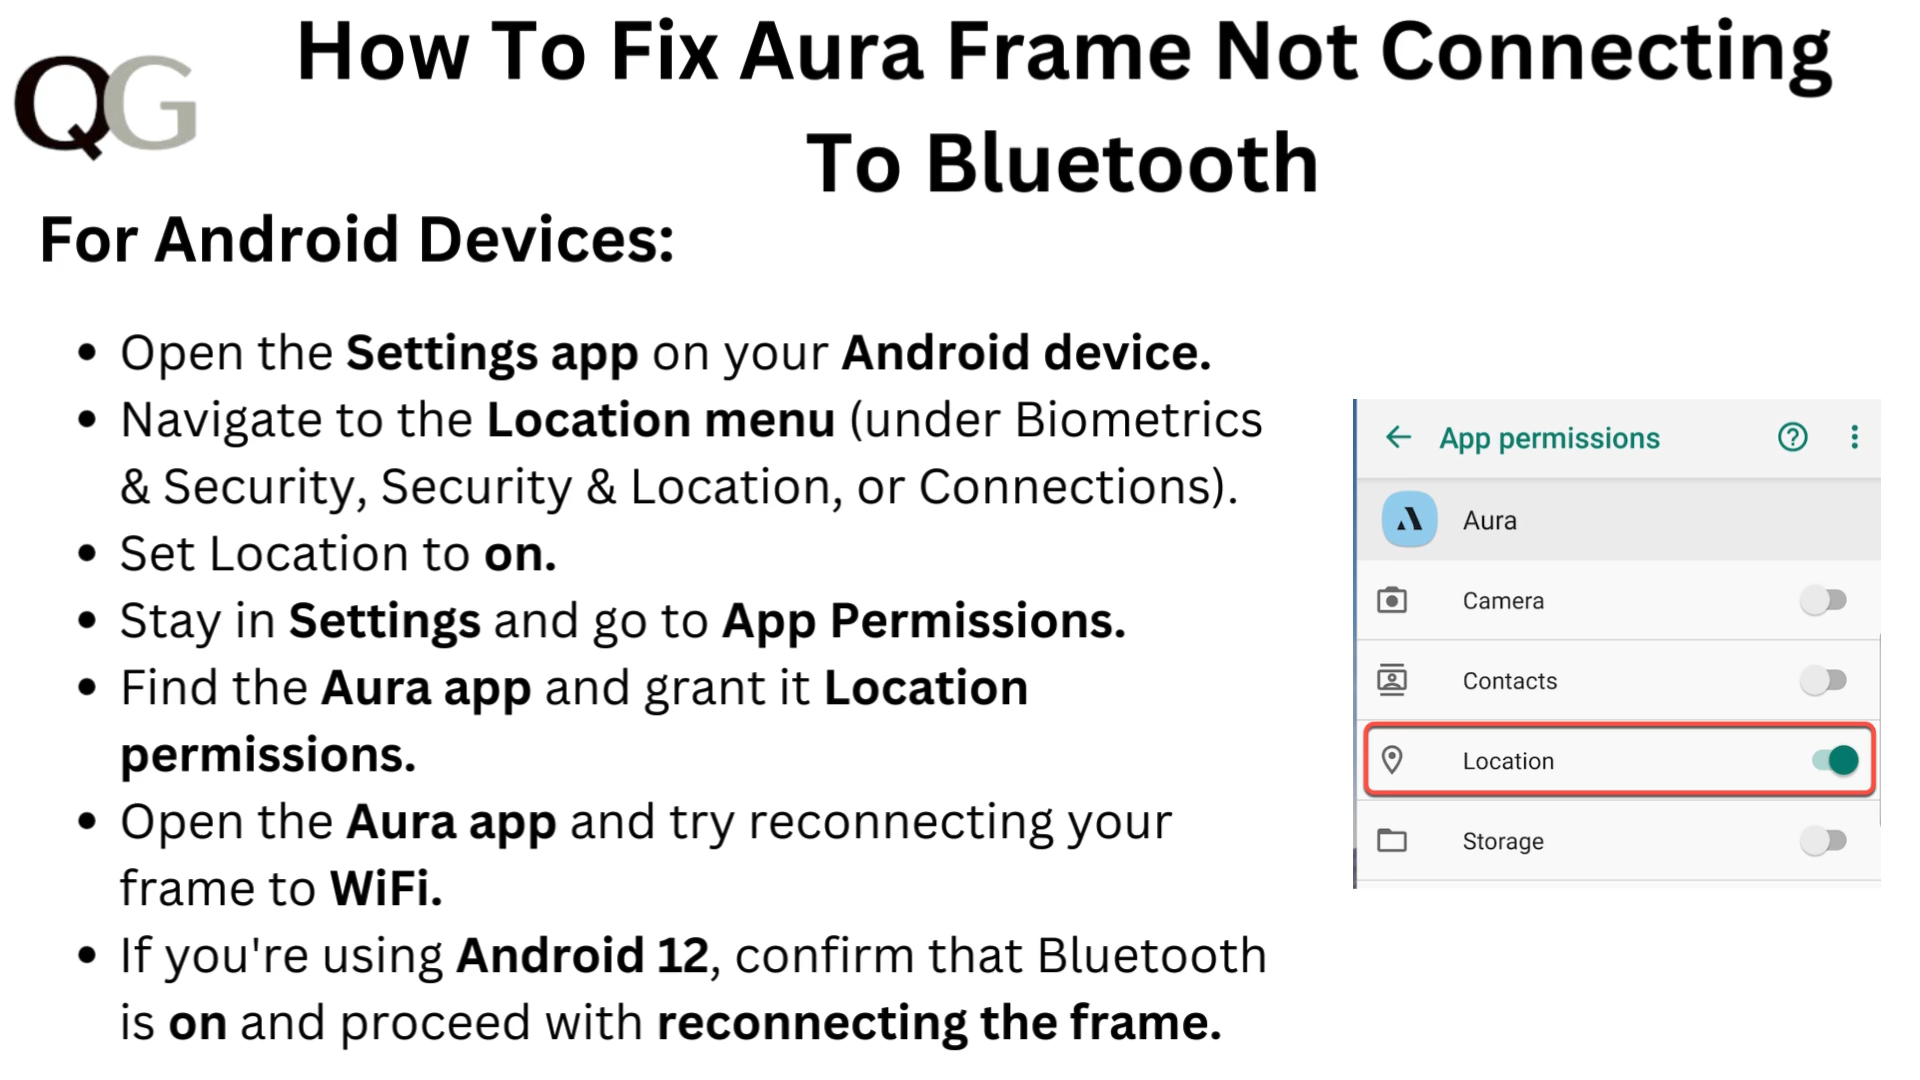 QG
How To Fix Aura Frame Not Connecting
To Bluetooth
For Android Devices:
• Open the Settings app on your Android device.
• Navigate to the Location menu (under Biometrics
& Security, Security & Location, or Connections).
• Set Location to on.
• Stay in Settings and go to App Permissions.
• Find the Aura app and grant it Location
permissions.
• Open the Aura app and try reconnecting your
frame to WiFi.
• If you're using Android 12, confirm that Bluetooth
is on and proceed with reconnecting the frame.
App permissions
Aura
Camera
Contacts
Location
Storage